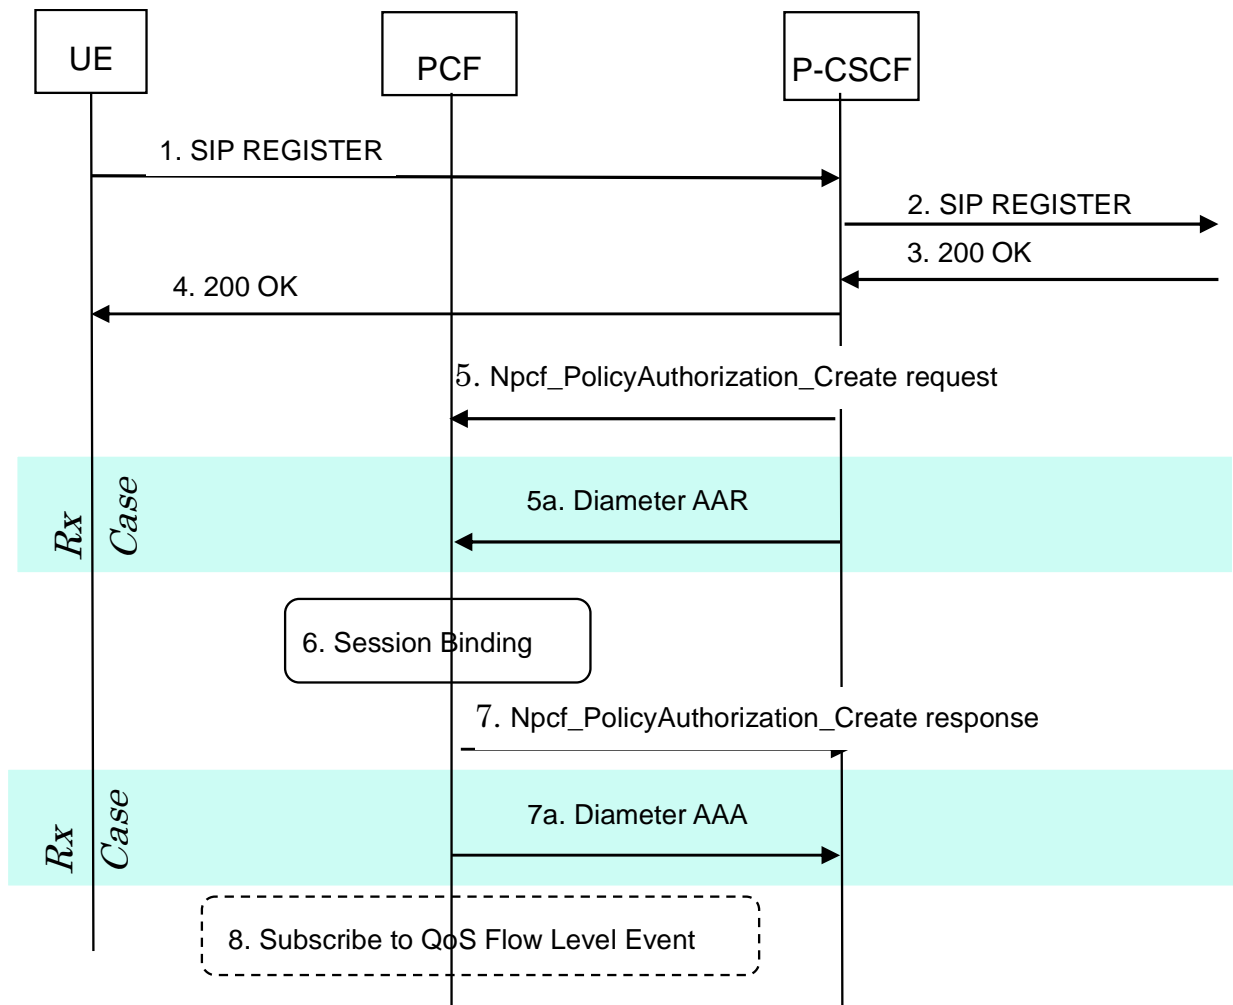 UE
PCF
P-CSCF
1. SIP REGISTER
2. SIP REGISTER
3. 200 OK
4. 200 OK
5. Npcf_PolicyAuthorization_Create request
Rx
Case
5a. Diameter AAR
6. Session Binding
7. Npcf_PolicyAuthorization_Create response
Rx
Case
7a. Diameter AAA
8. Subscribe to QoS Flow Level Event